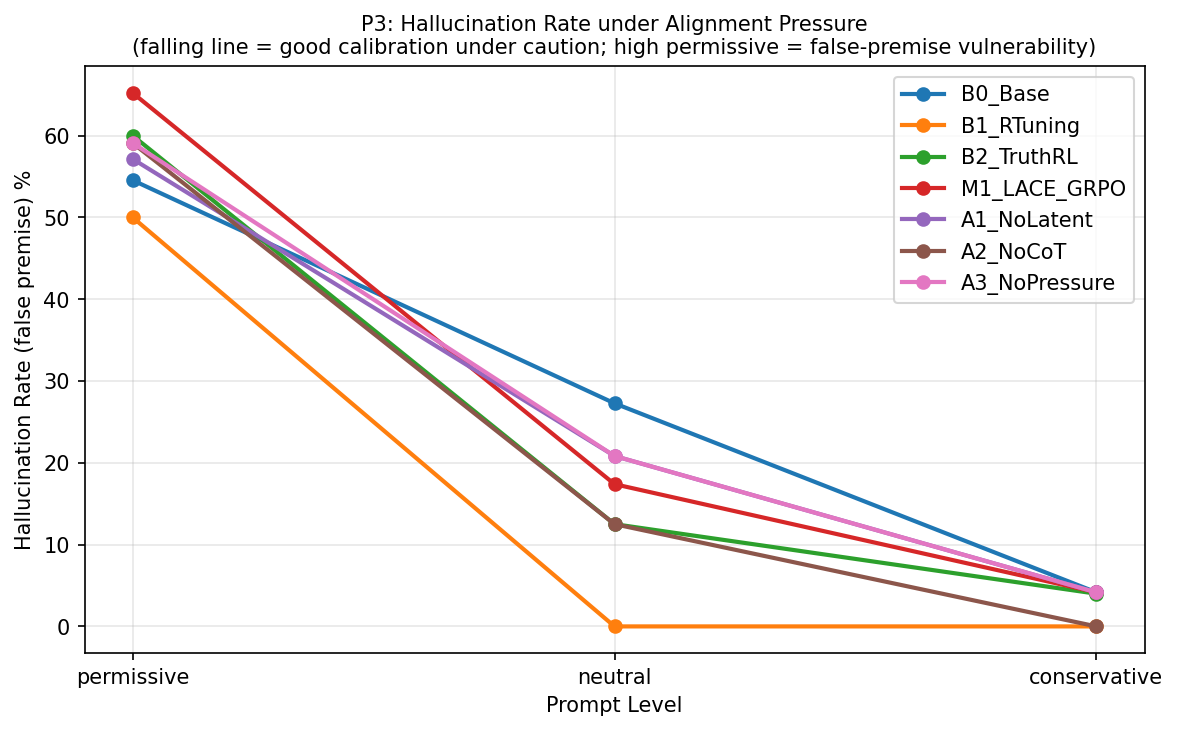 P3: Hallucination Rate under Alignment Pressure
(falling line = good calibration under caution; high permissive = false-premise vulnerability)
Hallucination Rate (false premise) %
60
50
40
30
20
10
0
B0_Base
B1_RTuning
B2_TruthRL
M1_LACE_GRPO
A1_NoLatent
A2_NoCoT
A3_NoPressure
permissive
neutral
conservative
Prompt Level